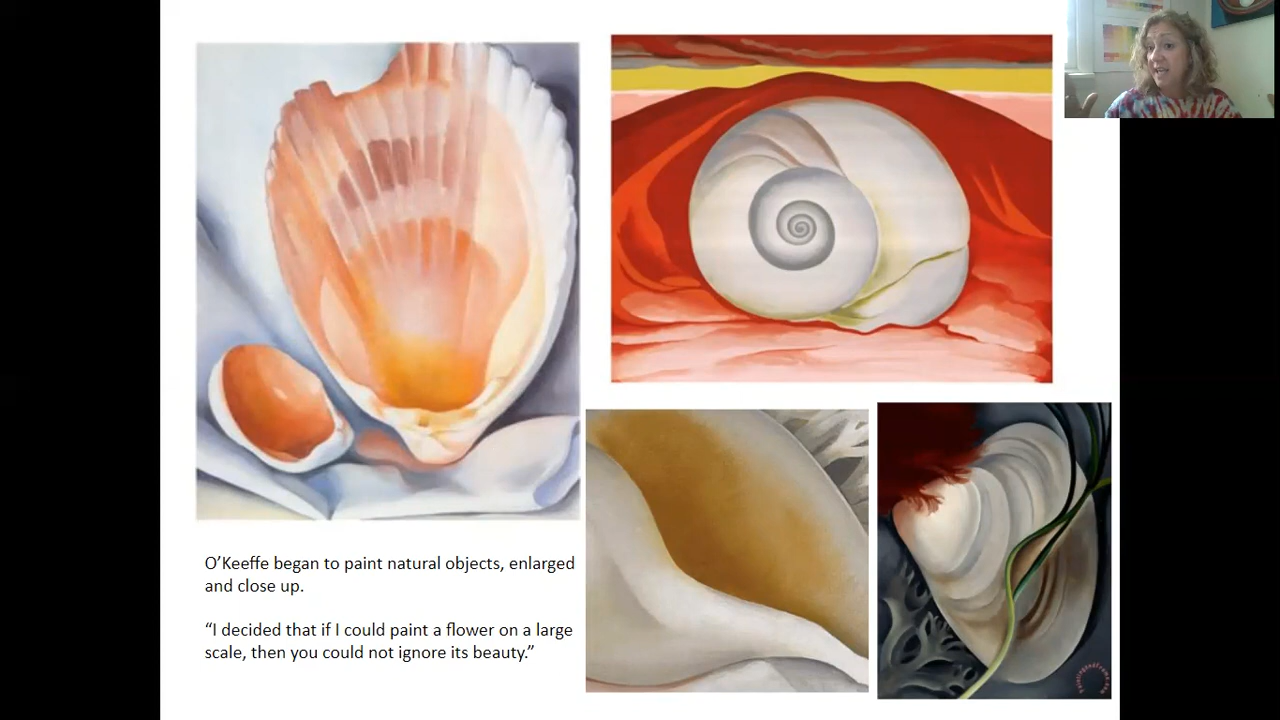 O’Keeffe began to paint natural objects, enlarged
and close up.
“I decided that if I could paint a flower on a large
scale, then you could not ignore its beauty.”